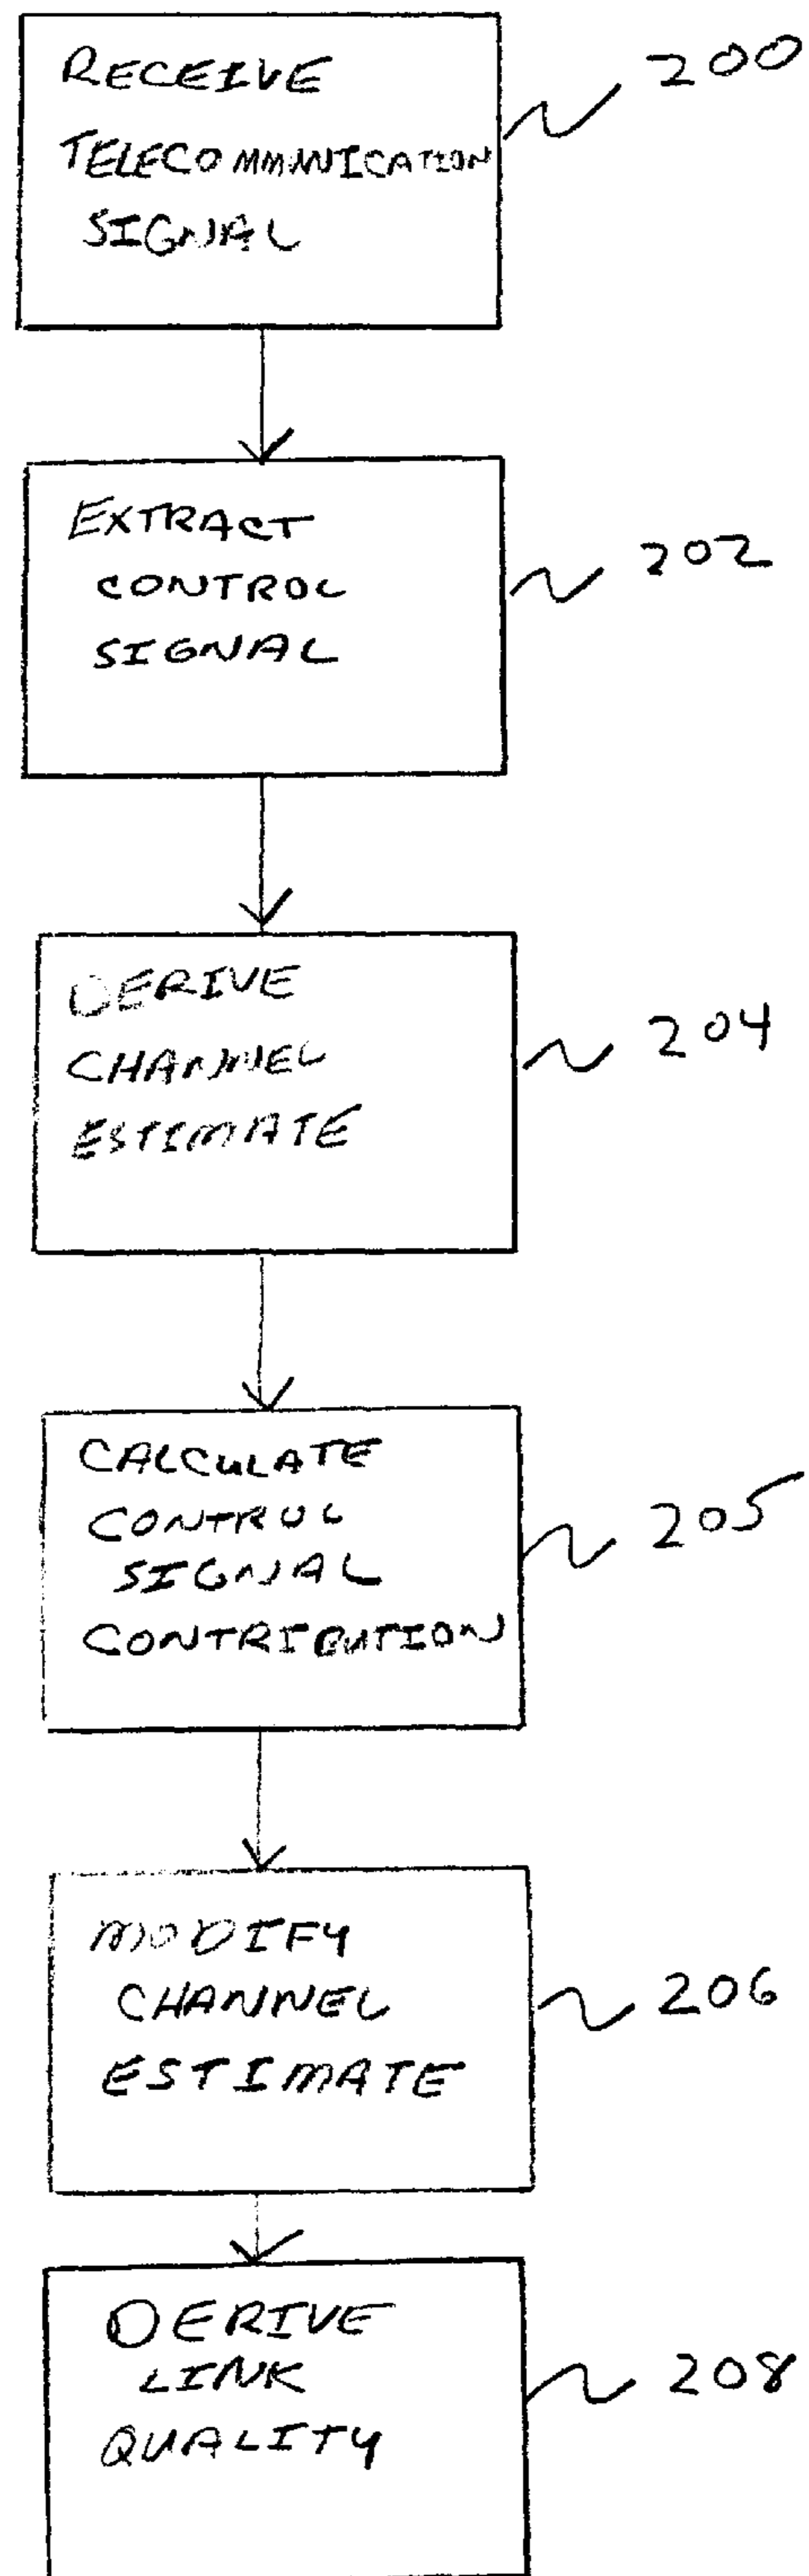 RECEIVE
TELECOMMUNICATION
SIGNAL
200
EXTRACT
CONTROL
SIGNAL
202
DERIVE
CHANNEL
ESTIMATE
204
CALCULATE
CONTROL
SIGNAL
CONTRIBUTION
205
MODIFY
CHANNEL
ESTIMATE
206
DERIVE
LINK
QUALITY
208